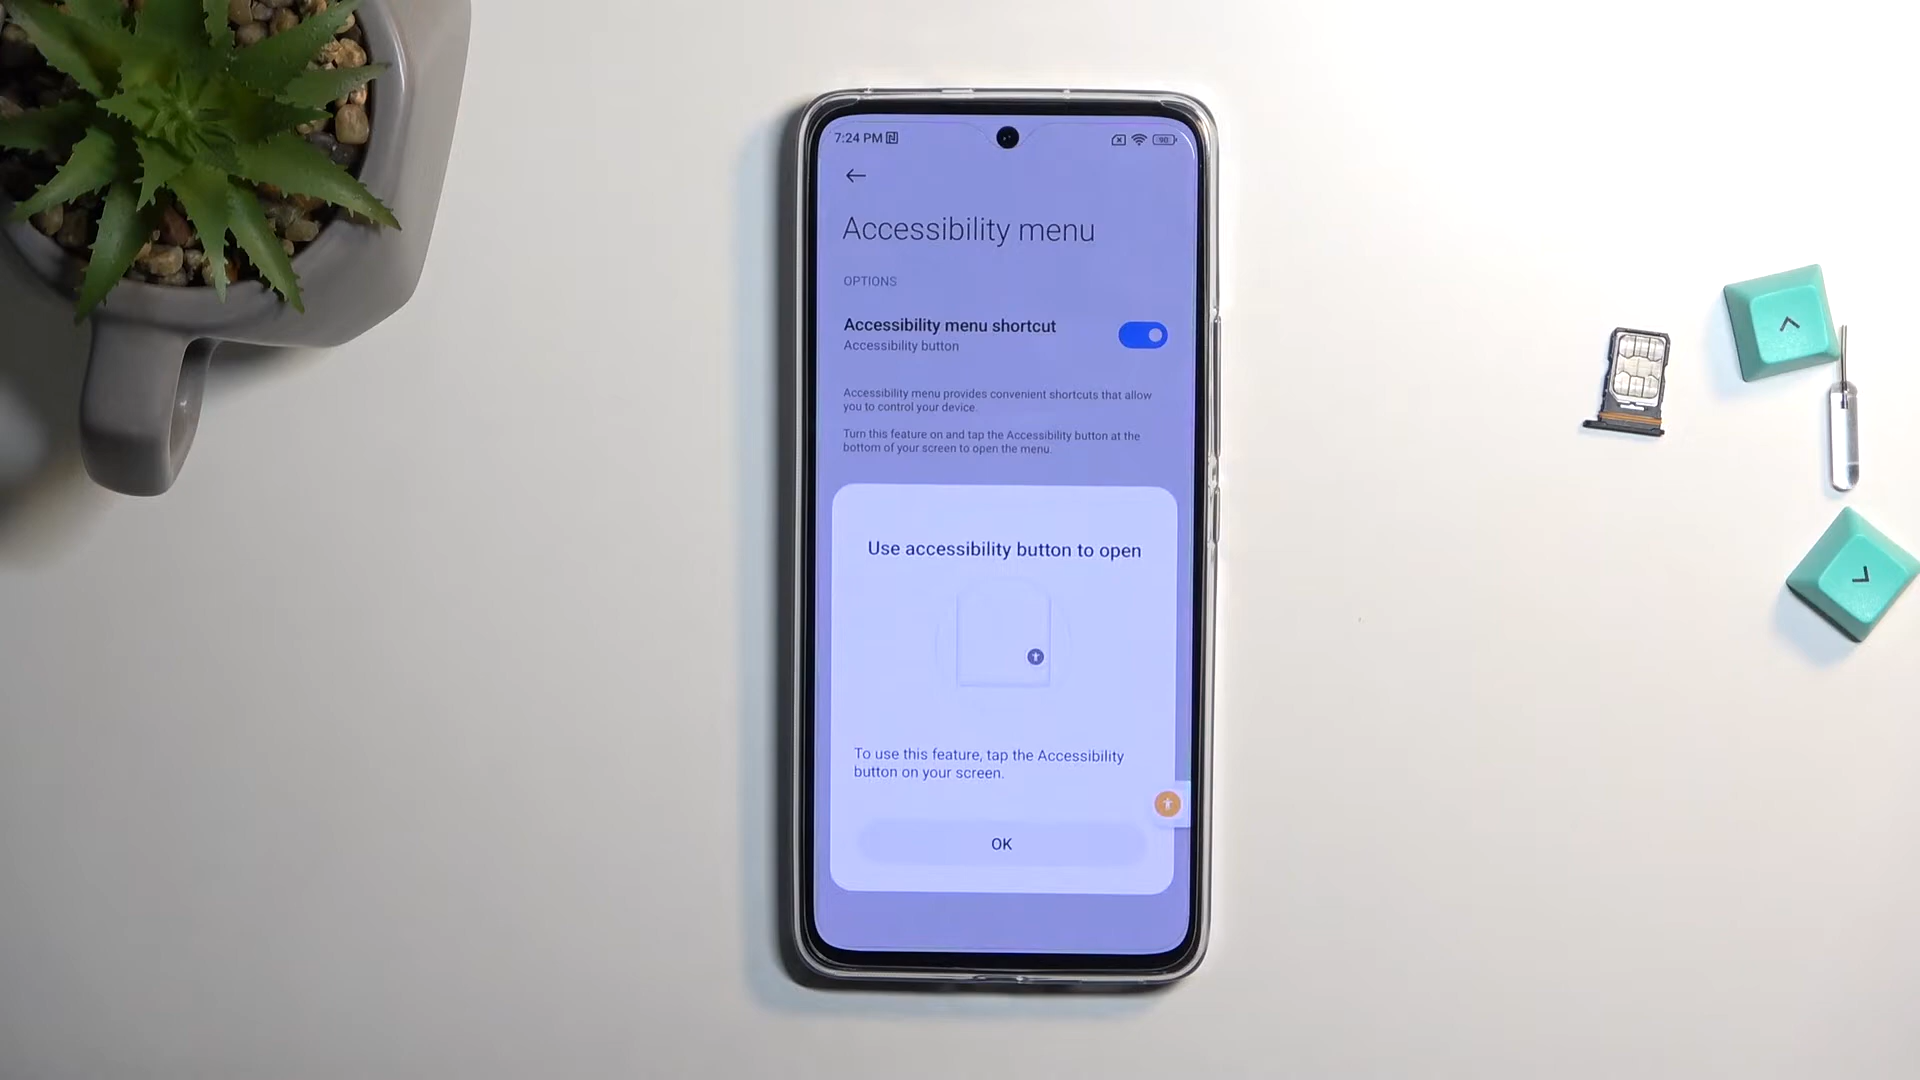 7:24 PM
90
Accessibility menu
OPTIONS
Accessibility menu shortcut
Accessibility button
Accessibility menu provides convenient shortcuts that allow
you to control your device.
Turn this feature on and tap the Accessibility button at the
bottom of your screen to open the menu.
Use accessibility button to open
To use this feature, tap the Accessibility
button on your screen.
OK